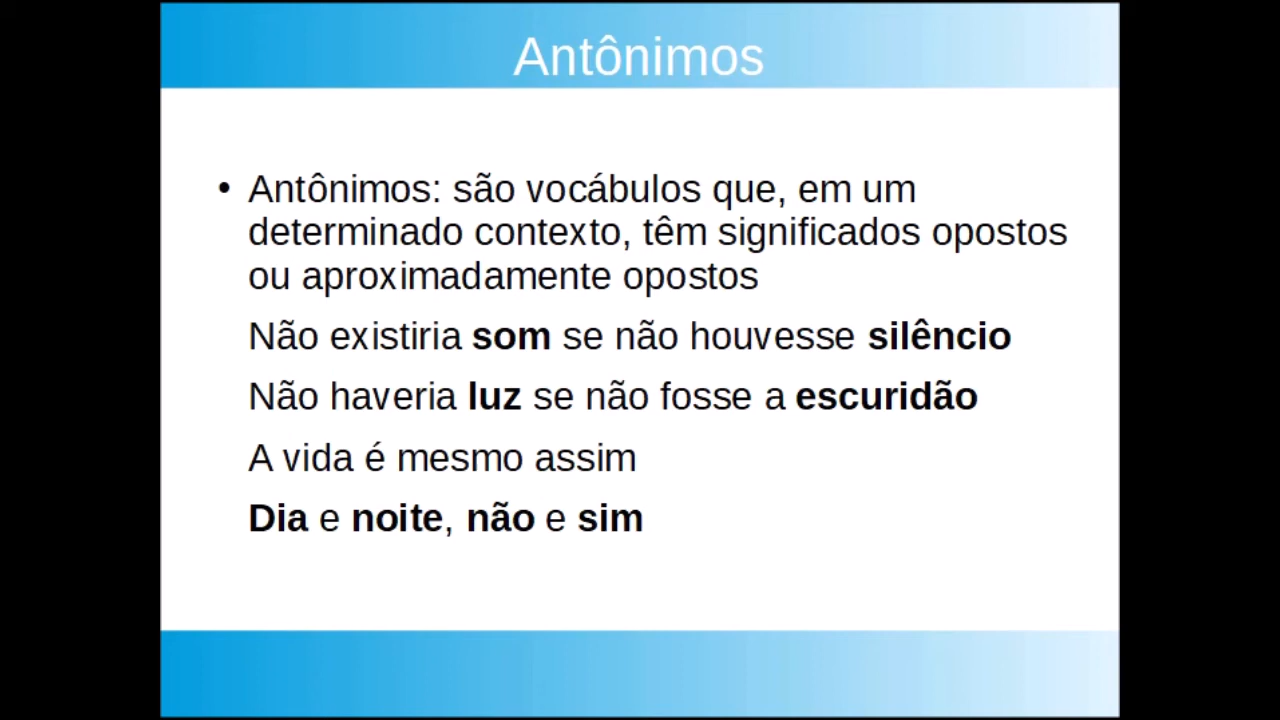 Antônimos
• Antônimos: são vocábulos que, em um
determinado contexto, têm significados opostos
ou aproximadamente opostos
Não existiria som se não houvesse silêncio
Não haveria luz se não fosse a escuridão
A vida é mesmo assim
Dia e noite, não e sim